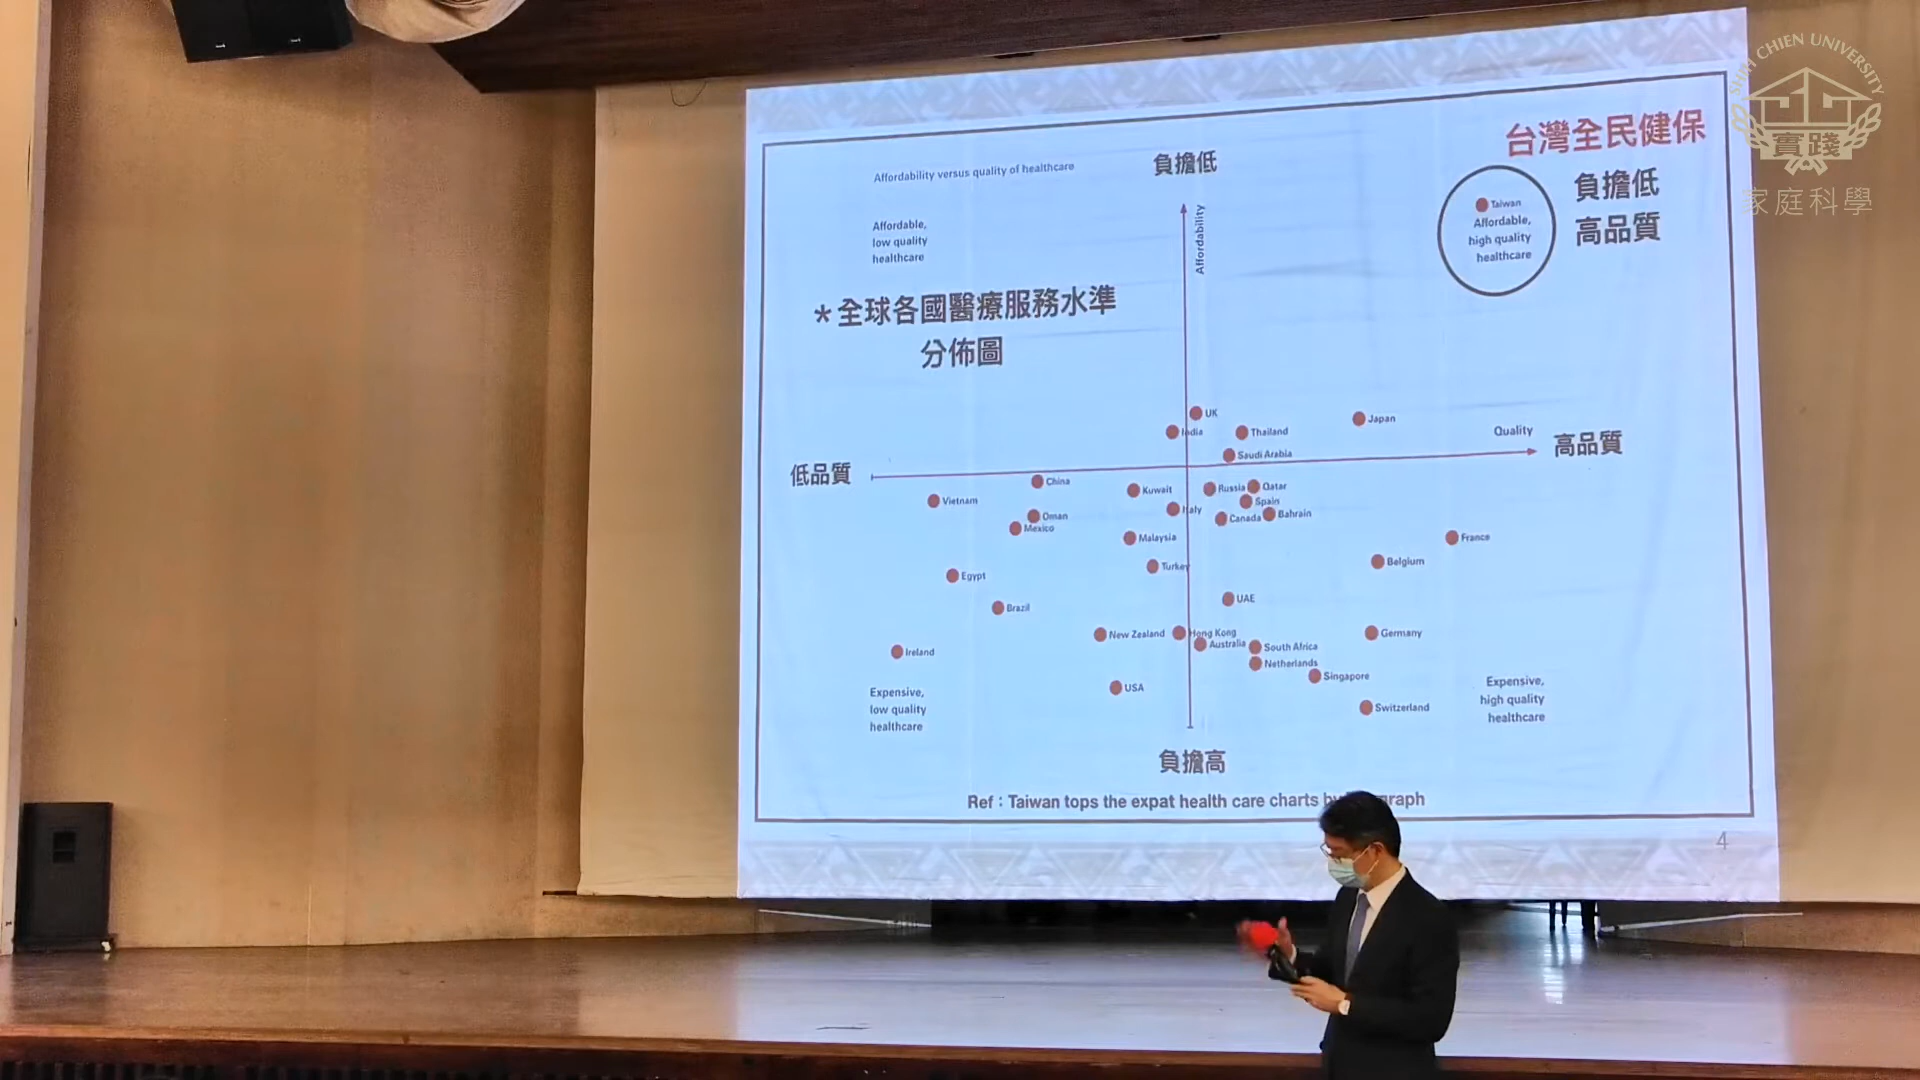 SHIH CHIEN UNIVERSITY
實踐
家庭科學
台灣全民健保
負擔低
高品質
Affordability versus quality of healthcare
負擔低
Affordability
Affordable,
low quality
healthcare
Taiwan
Affordable,
high quality
healthcare
*全球各國醫療服務水準
分佈圖
UK
India
Thailand
Japan
Saudi Arabia
Quality
高品質
低品質
China
Vietnam
Kuwait
Russia
Qatar
Spain
Oman
Mexico
Italy
Canada
Bahrain
Malaysia
France
Turkey
Belgium
Egypt
UAE
Brazil
New Zealand
Hong Kong
Australia
South Africa
Germany
Ireland
Netherlands
Singapore
USA
Switzerland
Expensive,
low quality
healthcare
Expensive,
high quality
healthcare
負擔高
Ref：Taiwan tops the expat health care charts by
4